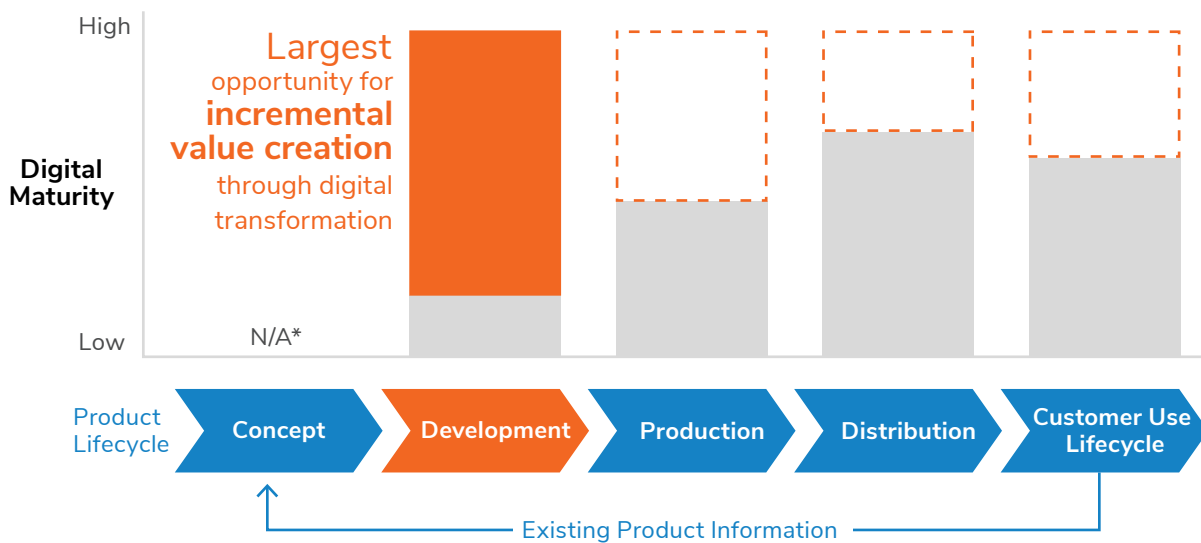 High
Largest
opportunity for
incremental
value creation
through digital
transformation
Digital
Maturity
N/A*
Low
Product
Lifecycle
Concept
Development
Production
Distribution
Customer Use
Lifecycle
Existing Product Information